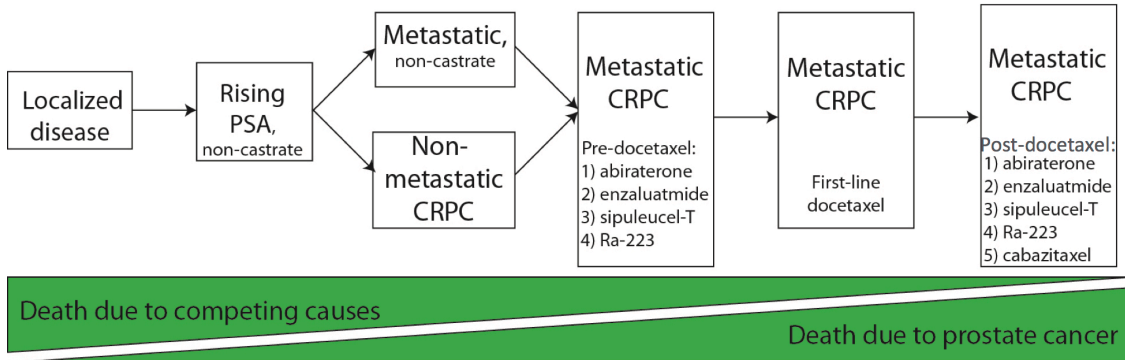 Localized
disease
Rising
PSA,
non-castrate
Metastatic,
non-castrate
Non-
metastatic
CRPC
Metastatic
CRPC
Pre-docetaxel:
1) abiraterone
2) enzaluatmide
3) sipuleucel-T
4) Ra-223
Metastatic
CRPC
First-line
docetaxel
Metastatic
CRPC
Post-docetaxel:
1) abiraterone
2) enzaluatmide
3) sipuleucel-T
4) Ra-223
5) cabazitaxel
Death due to competing causes
Death due to prostate cancer